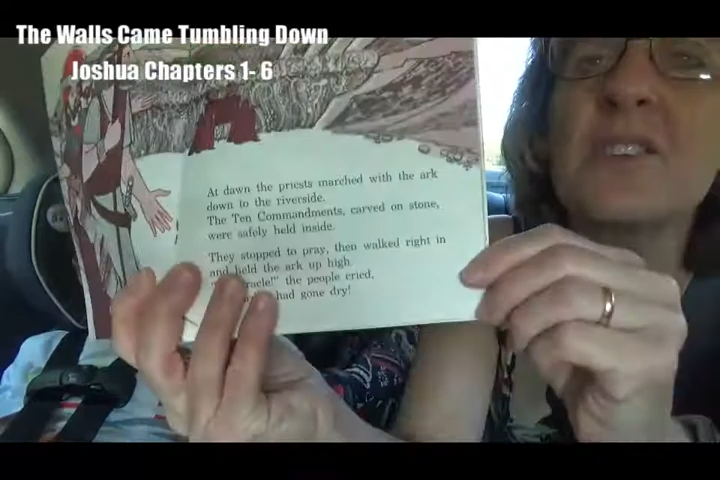 The Walls Came Tumbling Down
Joshua Chapters 1- 6
At dawn the priests marched with the ark
down to the riverside.
The Ten Commandments, carved on stone,
were safely held inside.
They stopped to pray, then walked right in
and held the ark up high.
the people cried,
had gone dry!